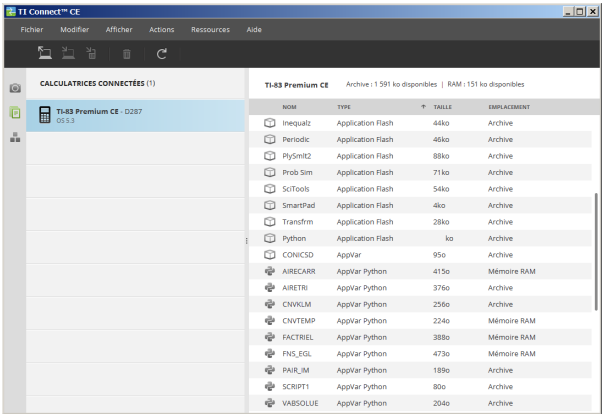 TI Connect™ CE
Fichier Modifier Afficher Actions Ressources Aide
CALCULATRICES CONNECTÉES (1)
TI-83 Premium CE - D287
OS 5.3
TI-83 Premium CE Archive : 1 591 ko disponibles | RAM : 151 ko disponibles
NOM TYPE TAILLE EMPLACEMENT
Inequalz Application Flash 44ko Archive
Periodic Application Flash 46ko Archive
PlySmlt2 Application Flash 88ko Archive
Prob Sim Application Flash 71ko Archive
SciTools Application Flash 54ko Archive
SmartPad Application Flash 4ko Archive
Transfrm Application Flash 28ko Archive
Python Application Flash ko Archive
CONICSD AppVar 95o Archive
AIRECARR AppVar Python 415o Mémoire RAM
AIRETRI AppVar Python 376o Archive
CNVKLM AppVar Python 256o Archive
CNVTEMP AppVar Python 224o Mémoire RAM
FACTRIEL AppVar Python 388o Mémoire RAM
FNS_EGL AppVar Python 473o Mémoire RAM
PAIR_IM AppVar Python 189o Archive
SCRIPT1 AppVar Python 80o Archive
VABSOLUE AppVar Python 204o Archive